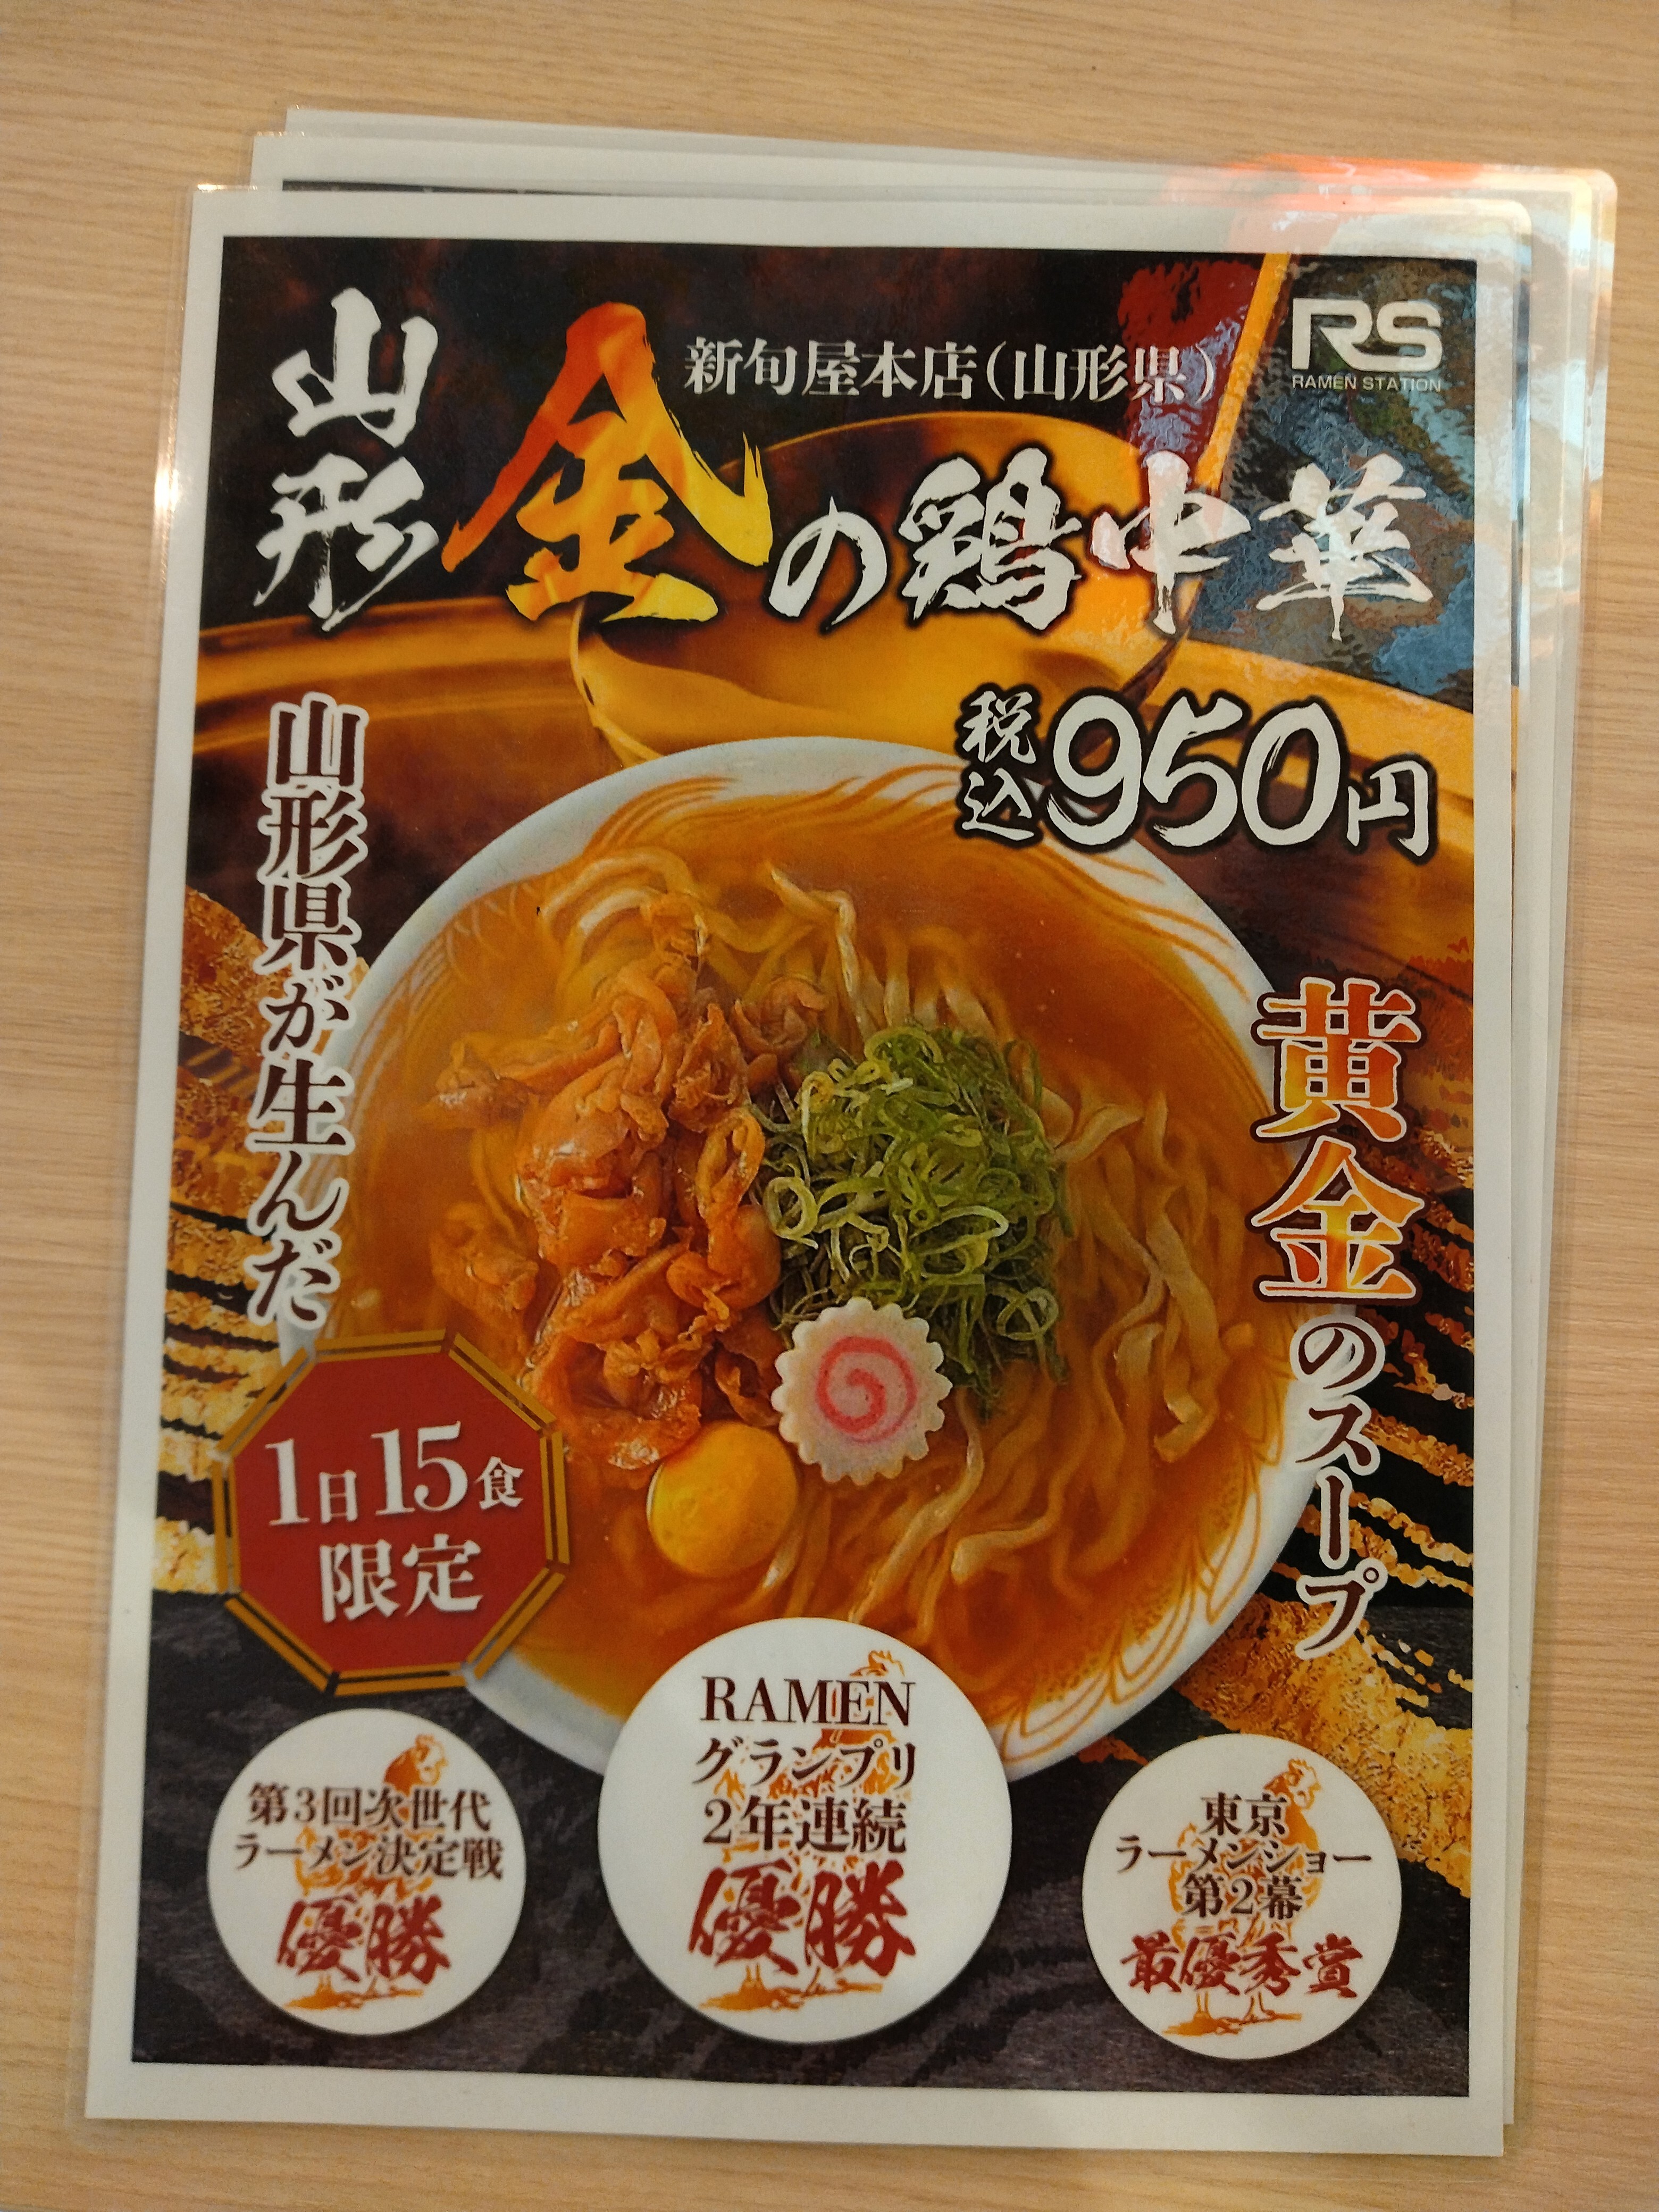 新旬屋本店(山形県)
RS
RAMEN STATION
山形金の鶏中華
税込950円
山形県が生んだ
黄金のスープ
1日15食
限定
第3回次世代
ラーメン決定戦
優勝
RAMEN
グランプリ
2年連続
優勝
東京
ラーメンショー
第2幕
最優秀賞